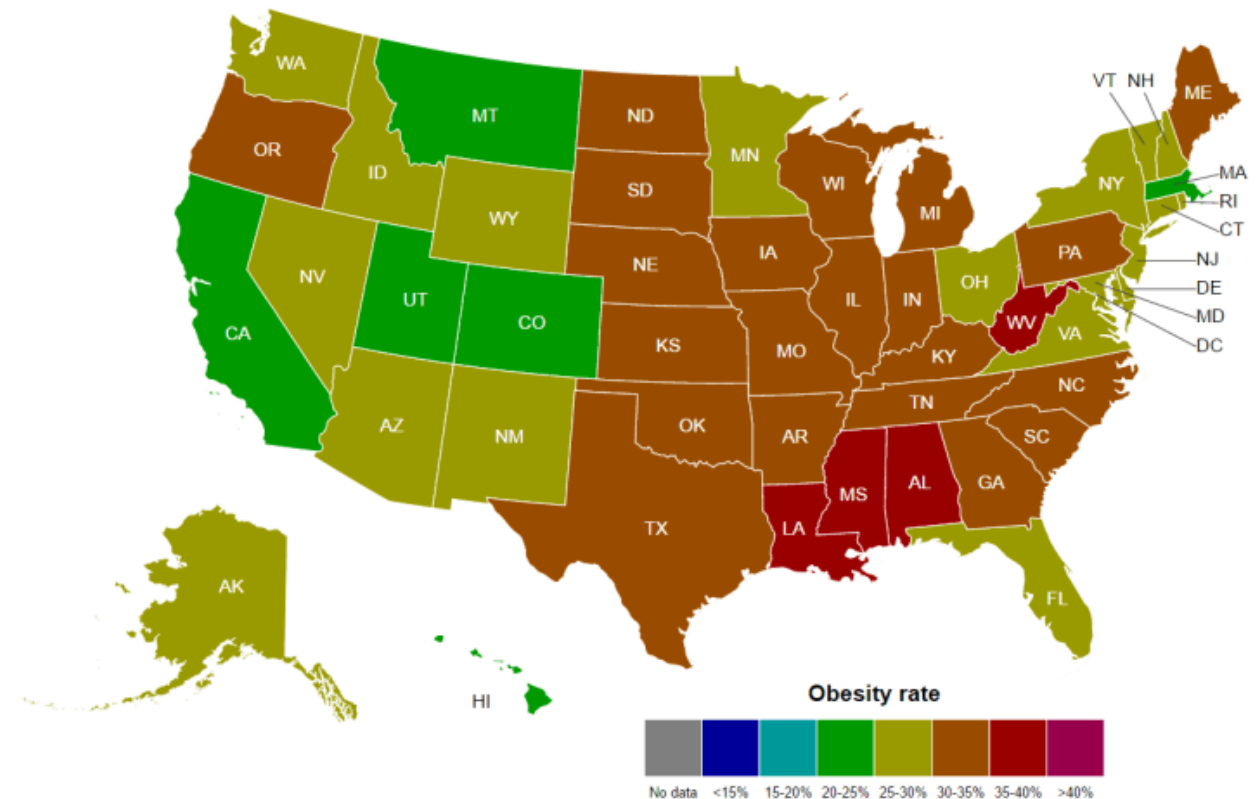 WA
VT NH
ME
MT
ND
OR
MN
ID
SD
WI
MI
NY
MA
RI
CT
WY
NE
IA
PA
NJ
NV
UT
CO
IL
IN
OH
DE
MD
DC
CA
KS
MO
KY
WV
VA
AZ
NM
OK
AR
TN
NC
SC
MS
AL
GA
LA
TX
AK
FL
HI
Obesity rate
No data <15% 15-20% 20-25% 25-30% 30-35% 35-40% >40%